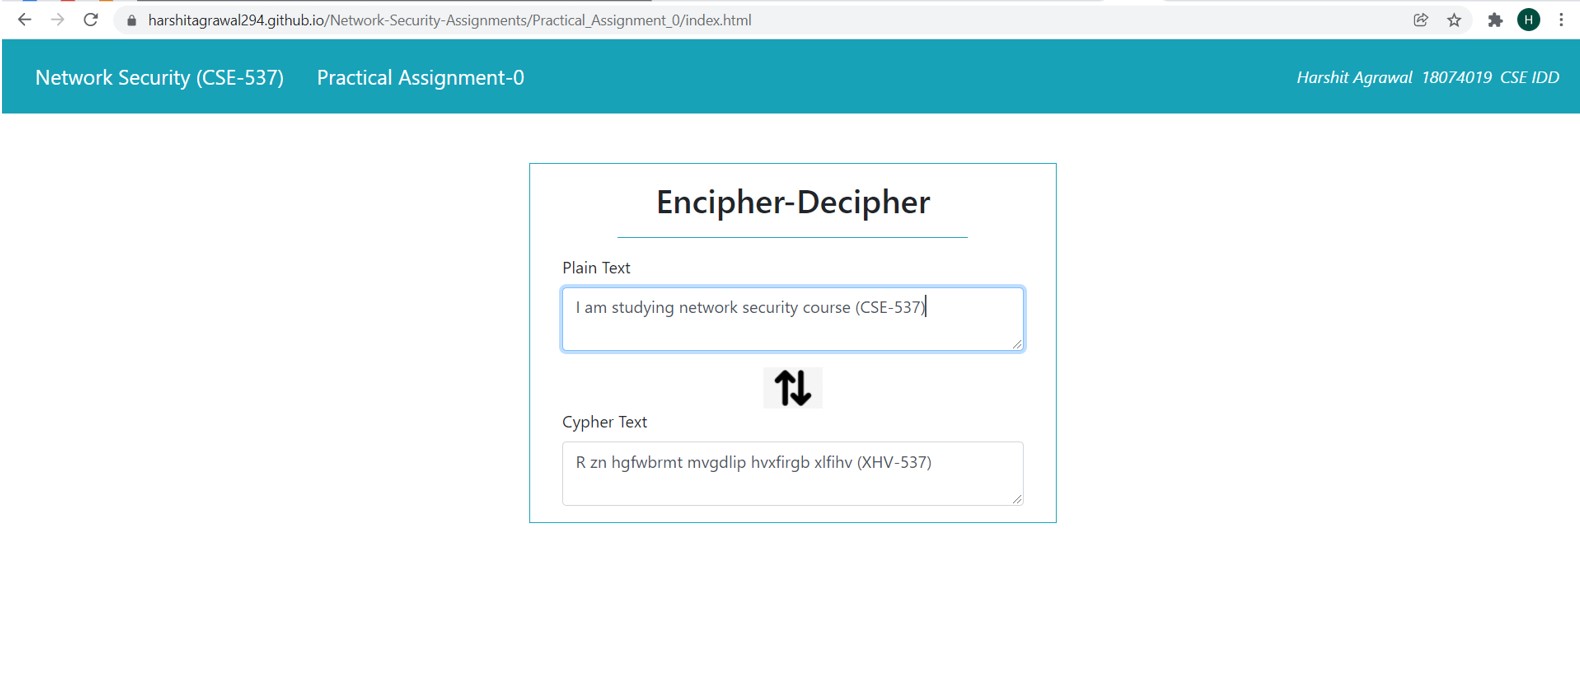 harshitagrawal294.github.io/Network-Security-Assignments/Practical_Assignment_0/index.html
H
Network Security (CSE-537) Practical Assignment-0 Harshit Agrawal 18074019 CSE IDD
Encipher-Decipher
Plain Text
I am studying network security course (CSE-537)
Cypher Text
R zn hgfwbrmt mvgdlip hvxfirgb xlfihv (XHV-537)